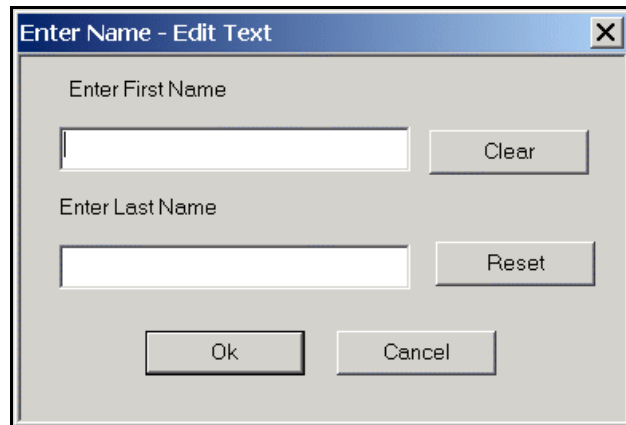 Enter Name - Edit Text
Enter First Name
Clear
Enter Last Name
Reset
Ok Cancel